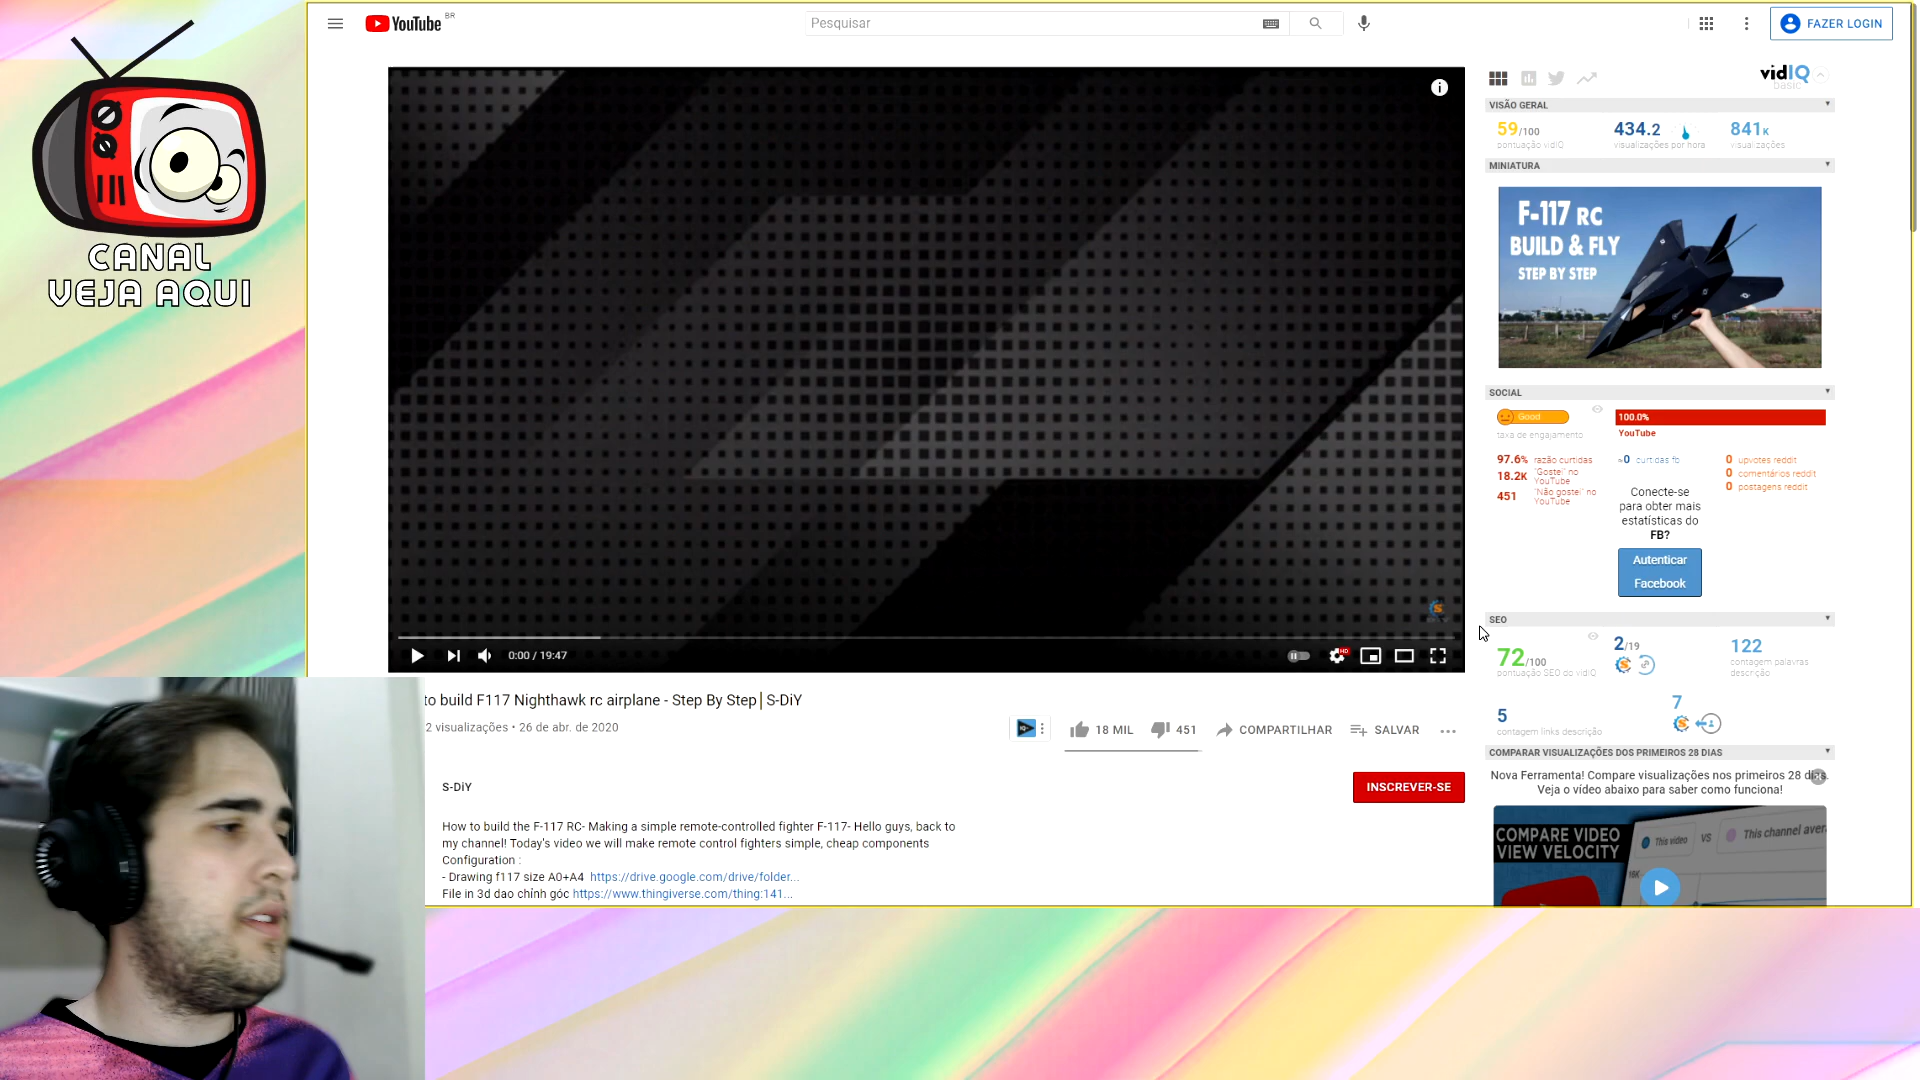 CANAL
VEJA AQUI
YouTube BR
Pesquisar
FAZER LOGIN
vidIQ
basic
VISÃO GERAL
59/100
pontuação vidIQ
434.2
visualizações por hora
841K
visualizações
MINIATURA
F-117 RC
BUILD & FLY
STEP BY STEP
SOCIAL
Good
taxa de engajamento
100.0%
YouTube
97.6% razão curtidas
18.2K "Gostei" no YouTube
451 "Não gostei" no YouTube
0 curtidas fb
0 upvotes reddit
0 comentários reddit
0 postagens reddit
Conecte-se
para obter mais
estatísticas do
FB?
Autenticar
Facebook
SEO
72/100
pontuação SEO do vidIQ
2/19
122
contagem palavras
descrição
5
contagem links descrição
7
COMPARAR VISUALIZAÇÕES DOS PRIMEIROS 28 DIAS
Nova Ferramenta! Compare visualizações nos primeiros 28 dias.
Veja o vídeo abaixo para saber como funciona!
COMPARE VIDEO
VIEW VELOCITY
This video
VS
This channel aver
16K
0:00 / 19:47
HD
to build F117 Nighthawk rc airplane - Step By Step│S-DiY
2 visualizações • 26 de abr. de 2020
18 MIL
451
COMPARTILHAR
SALVAR
S-DiY
INSCREVER-SE
How to build the F-117 RC- Making a simple remote-controlled fighter F-117- Hello guys, back to
my channel! Today's video we will make remote control fighters simple, cheap components
Configuration :
- Drawing f117 size A0+A4 https://drive.google.com/drive/folder...
File in 3d dao chỉnh góc https://www.thingiverse.com/thing:141...